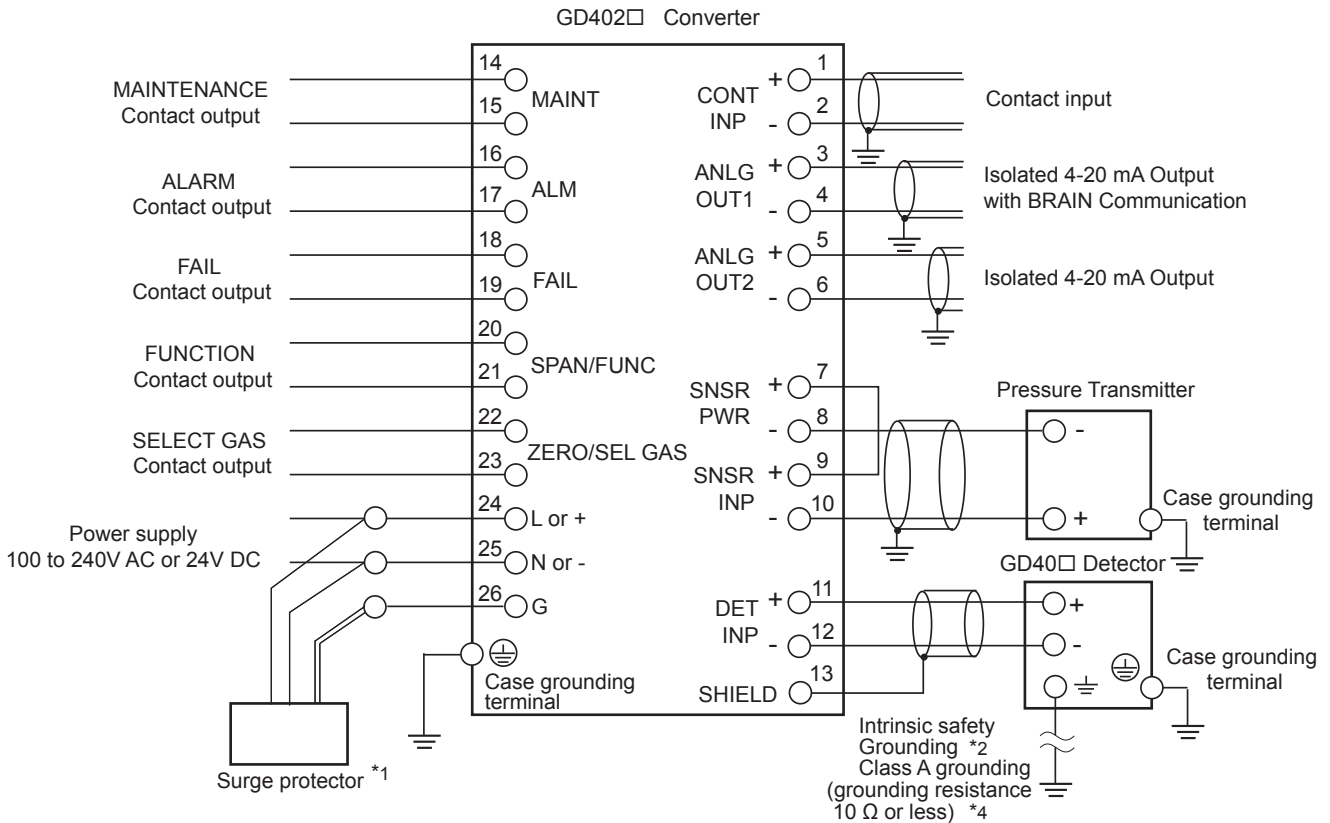 GD402□ Converter
MAINTENANCE
Contact output
ALARM
Contact output
FAIL
Contact output
FUNCTION
Contact output
SELECT GAS
Contact output
Power supply
100 to 240V AC or 24V DC
Surge protector *1
14
15
MAINT
16
17
ALM
18
19
FAIL
20
21
SPAN/FUNC
22
23
ZERO/SEL GAS
24
L or +
25
N or -
26
G
Case grounding
terminal
CONT
INP
+
1
-
2
ANLG
OUT1
+
3
-
4
ANLG
OUT2
+
5
-
6
SNSR
PWR
+
7
-
8
SNSR
INP
+
9
-
10
DET
INP
+
11
-
12
SHIELD
13
Contact input
Isolated 4-20 mA Output
with BRAIN Communication
Isolated 4-20 mA Output
Pressure Transmitter
-
+
Case grounding
terminal
GD40□ Detector
+
-
Case grounding
terminal
Intrinsic safety
Grounding *2
Class A grounding
(grounding resistance
10 Ω or less) *4